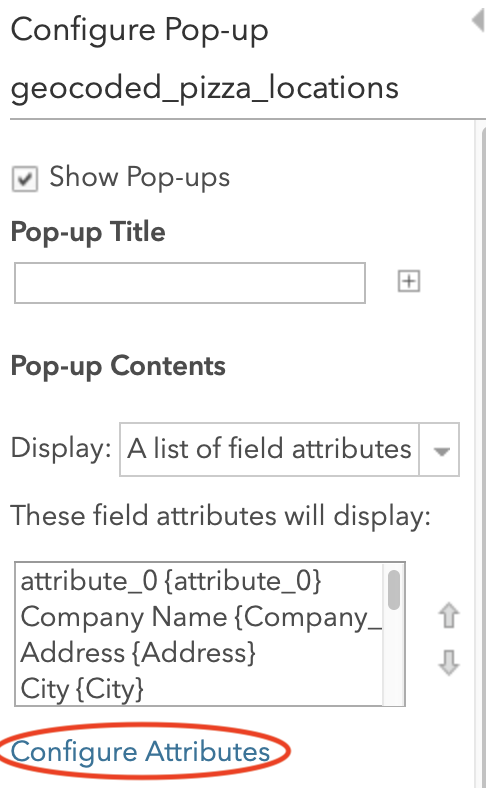 Configure Pop-up
geocoded_pizza_locations
Show Pop-ups
Pop-up Title
Pop-up Contents
Display: A list of field attributes
These field attributes will display:
attribute_0 {attribute_0}
Company Name {Company_
Address {Address}
City {City}
Configure Attributes